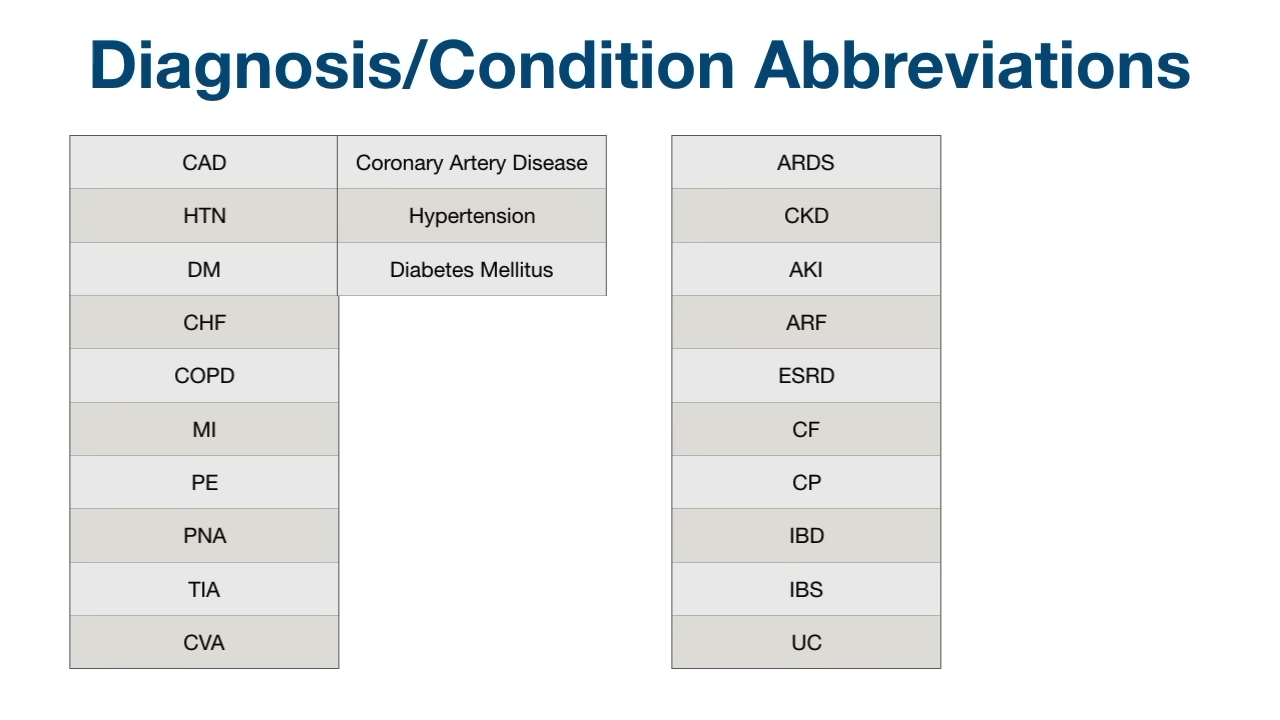 Diagnosis/Condition Abbreviations
CAD Coronary Artery Disease
HTN Hypertension
DM Diabetes Mellitus
CHF
COPD
MI
PE
PNA
TIA
CVA
ARDS
CKD
AKI
ARF
ESRD
CF
CP
IBD
IBS
UC